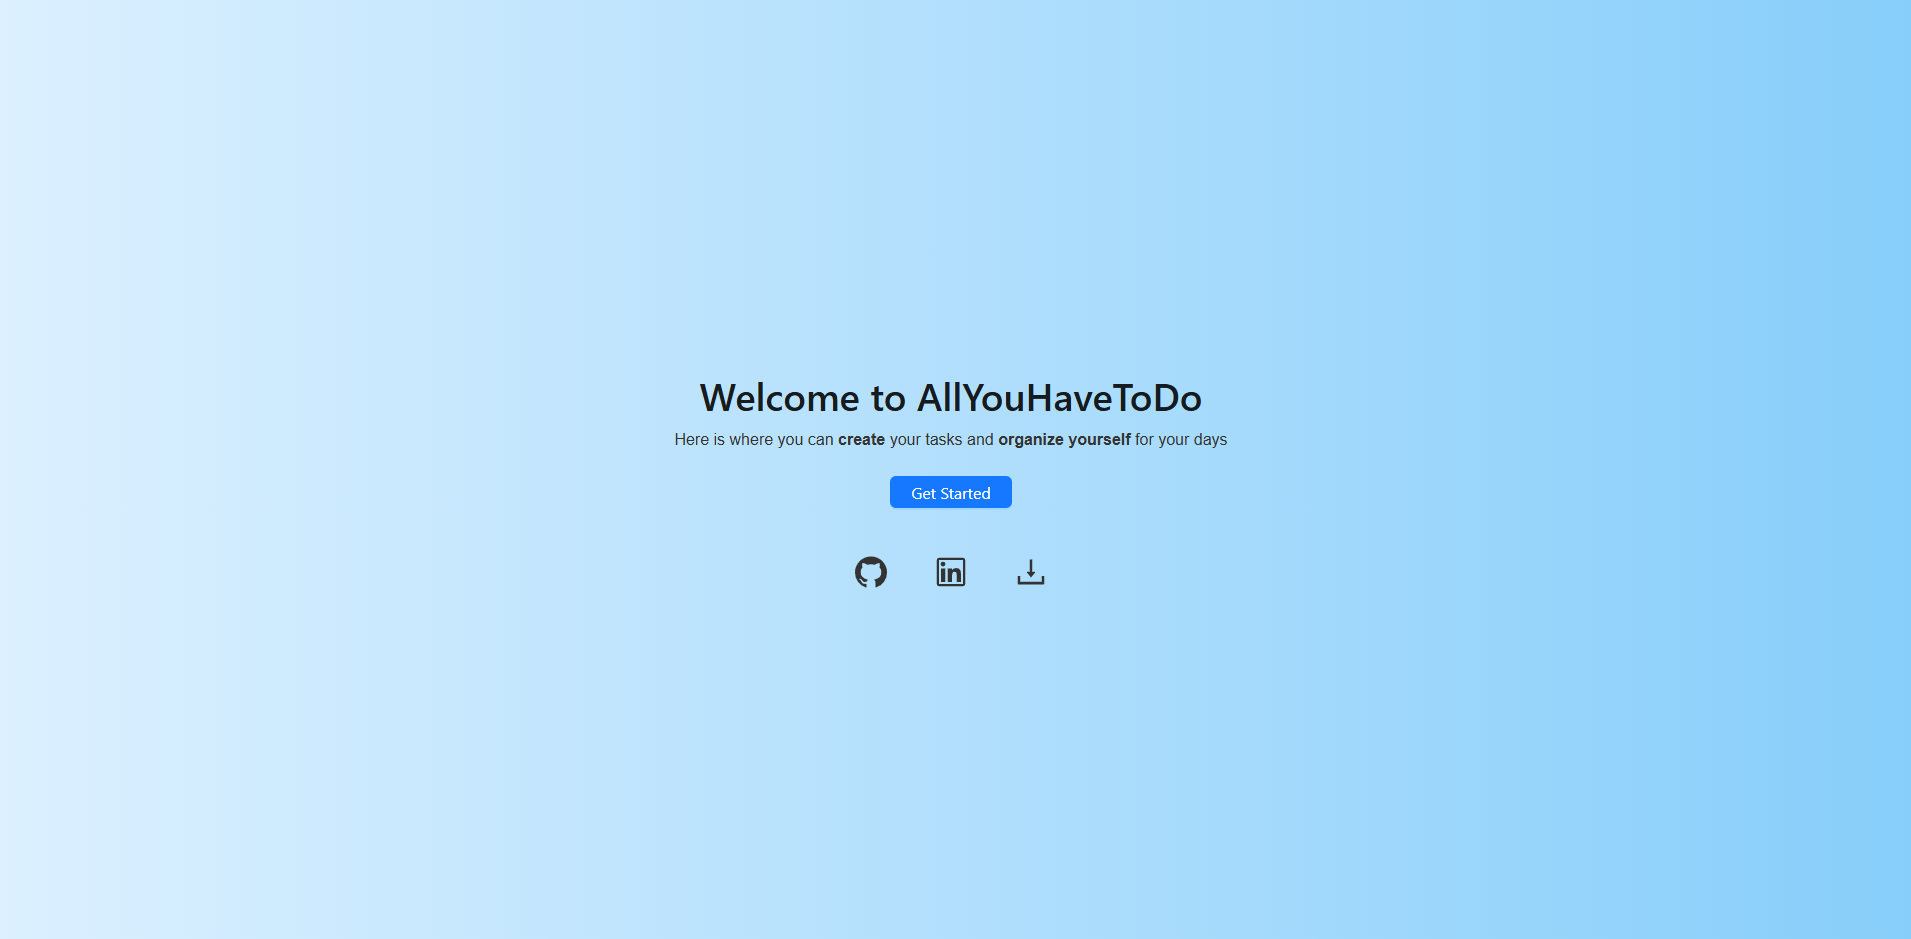 Welcome to AllYouHaveToDo
Here is where you can create your tasks and organize yourself for your days
Get Started
in